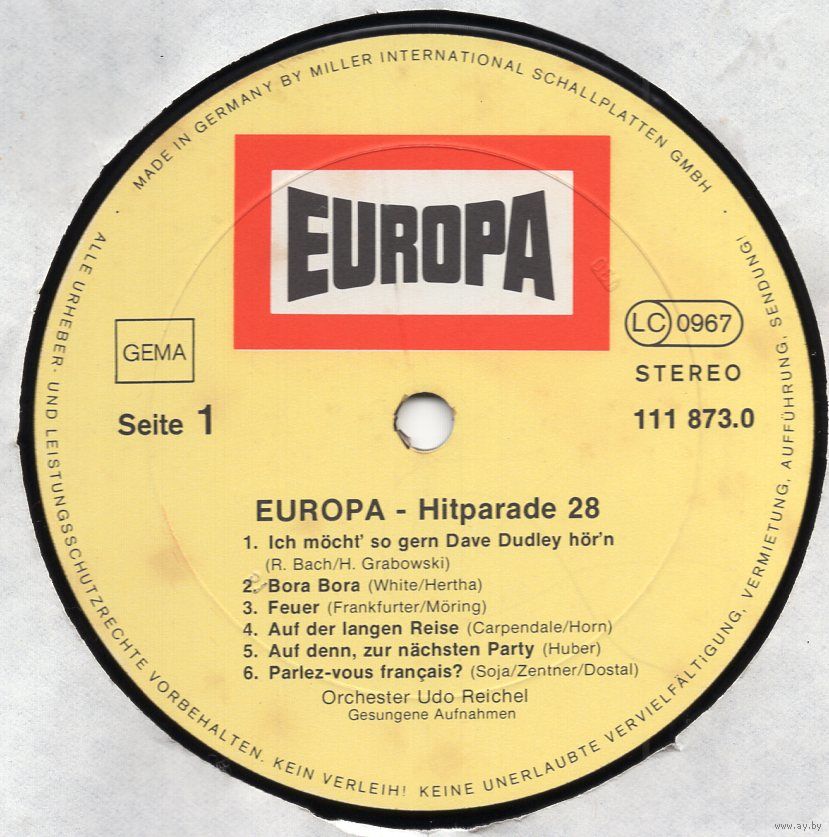 MADE IN GERMANY BY MILLER INTERNATIONAL SCHALLPLATTEN GMBH
EUROPA
GEMA
LC 0967
STEREO
Seite 1
111 873.0
EUROPA - Hitparade 28
1. Ich möcht' so gern Dave Dudley hör'n
(R. Bach/H. Grabowski)
2. Bora Bora (White/Hertha)
3. Feuer (Frankfurter/Möring)
4. Auf der langen Reise (Carpendale/Horn)
5. Auf denn, zur nächsten Party (Huber)
6. Parlez-vous français? (Soja/Zentner/Dostal)
Orchester Udo Reichel
Gesungene Aufnahmen
ALLE URHEBER- UND LEISTUNGSSCHUTZRECHTE VORBEHALTEN. KEIN VERLEIH! KEINE UNERLAUBTE VERVIELFÄLTIGUNG, VERMIETUNG, AUFFÜHRUNG, SENDUNG!
www.ay.by